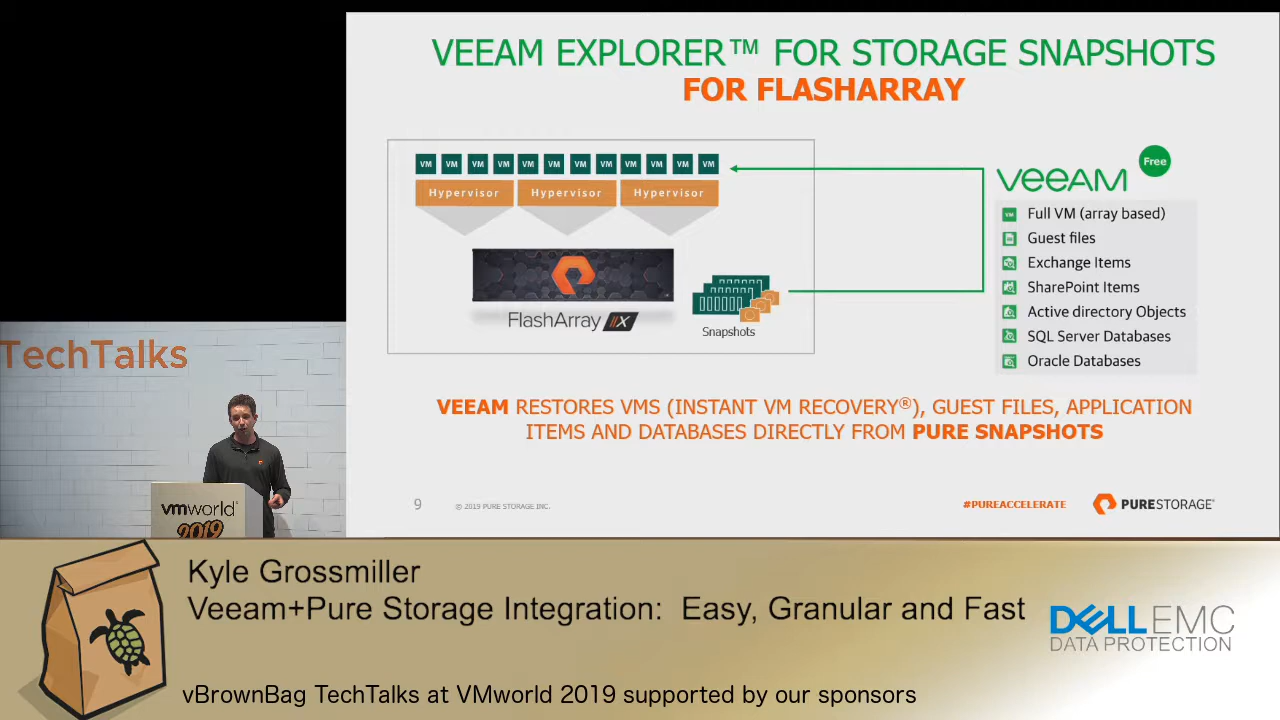 VEEAM EXPLORER™ FOR STORAGE SNAPSHOTS
FOR FLASHARRAY
VM VM VM VM VM VM VM VM VM VM VM VM
Hypervisor Hypervisor Hypervisor
FlashArray //X
Snapshots
veeAM Free
VM Full VM (array based)
Guest files
Exchange Items
SharePoint Items
Active directory Objects
SQL Server Databases
Oracle Databases
VEEAM RESTORES VMS (INSTANT VM RECOVERY®), GUEST FILES, APPLICATION
ITEMS AND DATABASES DIRECTLY FROM PURE SNAPSHOTS
9 © 2019 PURE STORAGE INC. #PUREACCELERATE PURESTORAGE®
TechTalks
vmworld®
2019
Kyle Grossmiller
Veeam+Pure Storage Integration: Easy, Granular and Fast
DELL EMC
DATA PROTECTION
vBrownBag TechTalks at VMworld 2019 supported by our sponsors